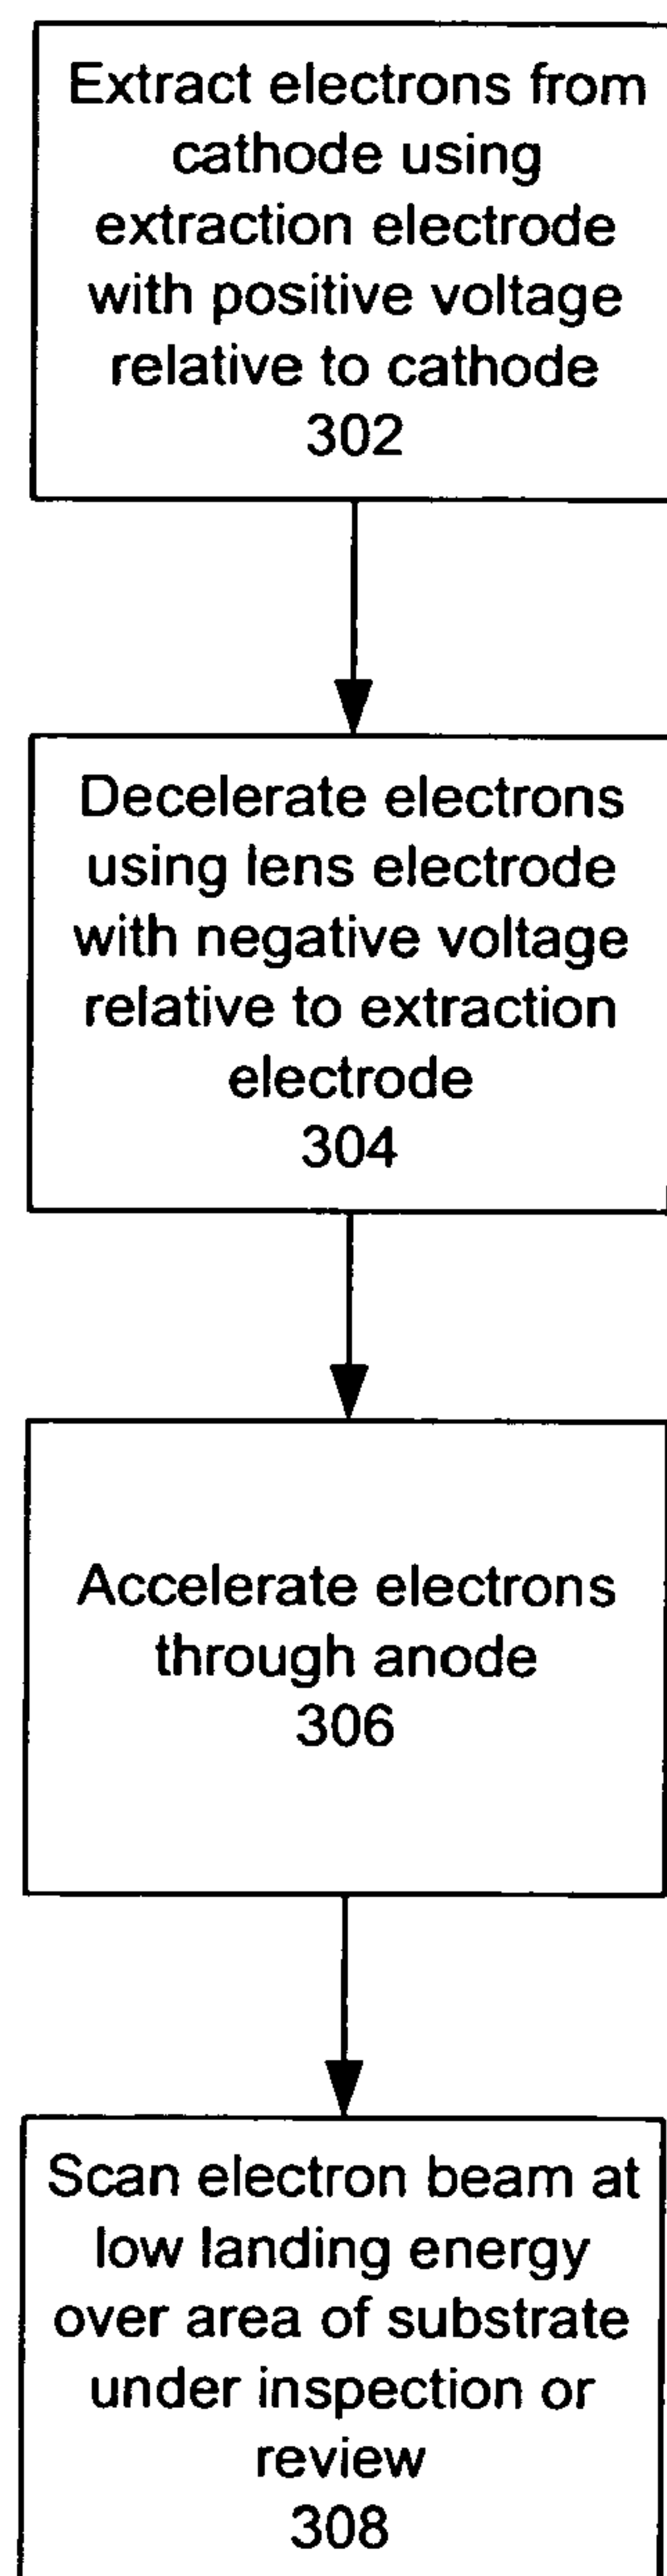 Extract electrons from
cathode using
extraction electrode
with positive voltage
relative to cathode
302
Decelerate electrons
using lens electrode
with negative voltage
relative to extraction
electrode
304
Accelerate electrons
through anode
306
Scan electron beam at
low landing energy
over area of substrate
under inspection or
review
308